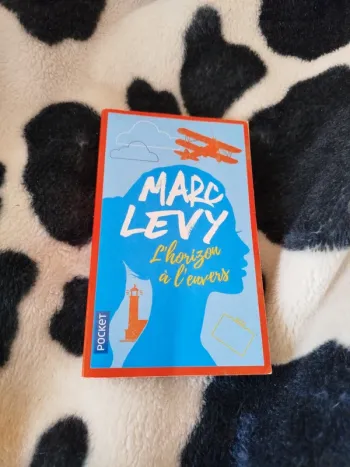 MARC
LEVY
L'horizon
à l'envers
POCKET